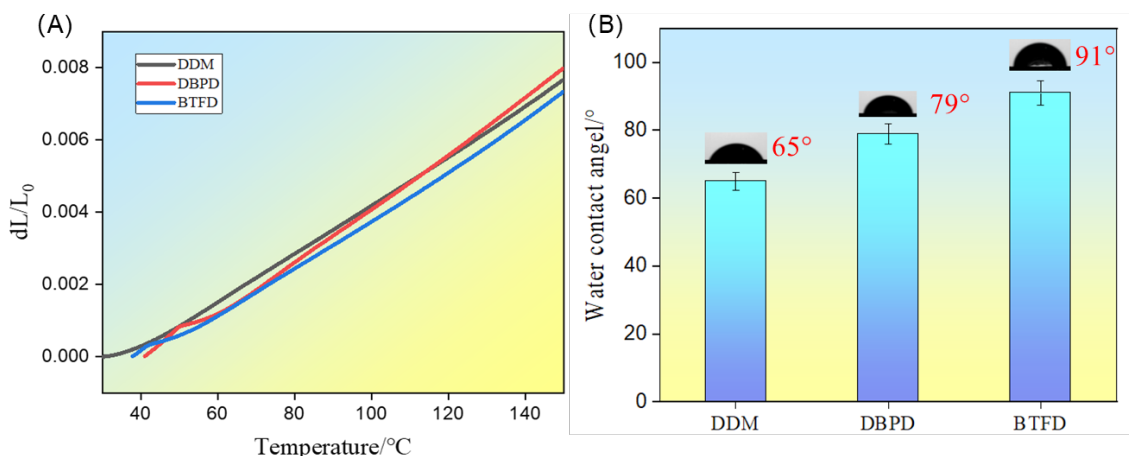 (A)
DDM
DBPD
BTFD
0.008
0.006
0.004
0.002
0.000
dL/L0
40 60 80 100 120 140
Temperature/°C
(B)
100
80
60
40
20
0
Water contact angel/°
65°
79°
91°
DDM DBPD BTFD